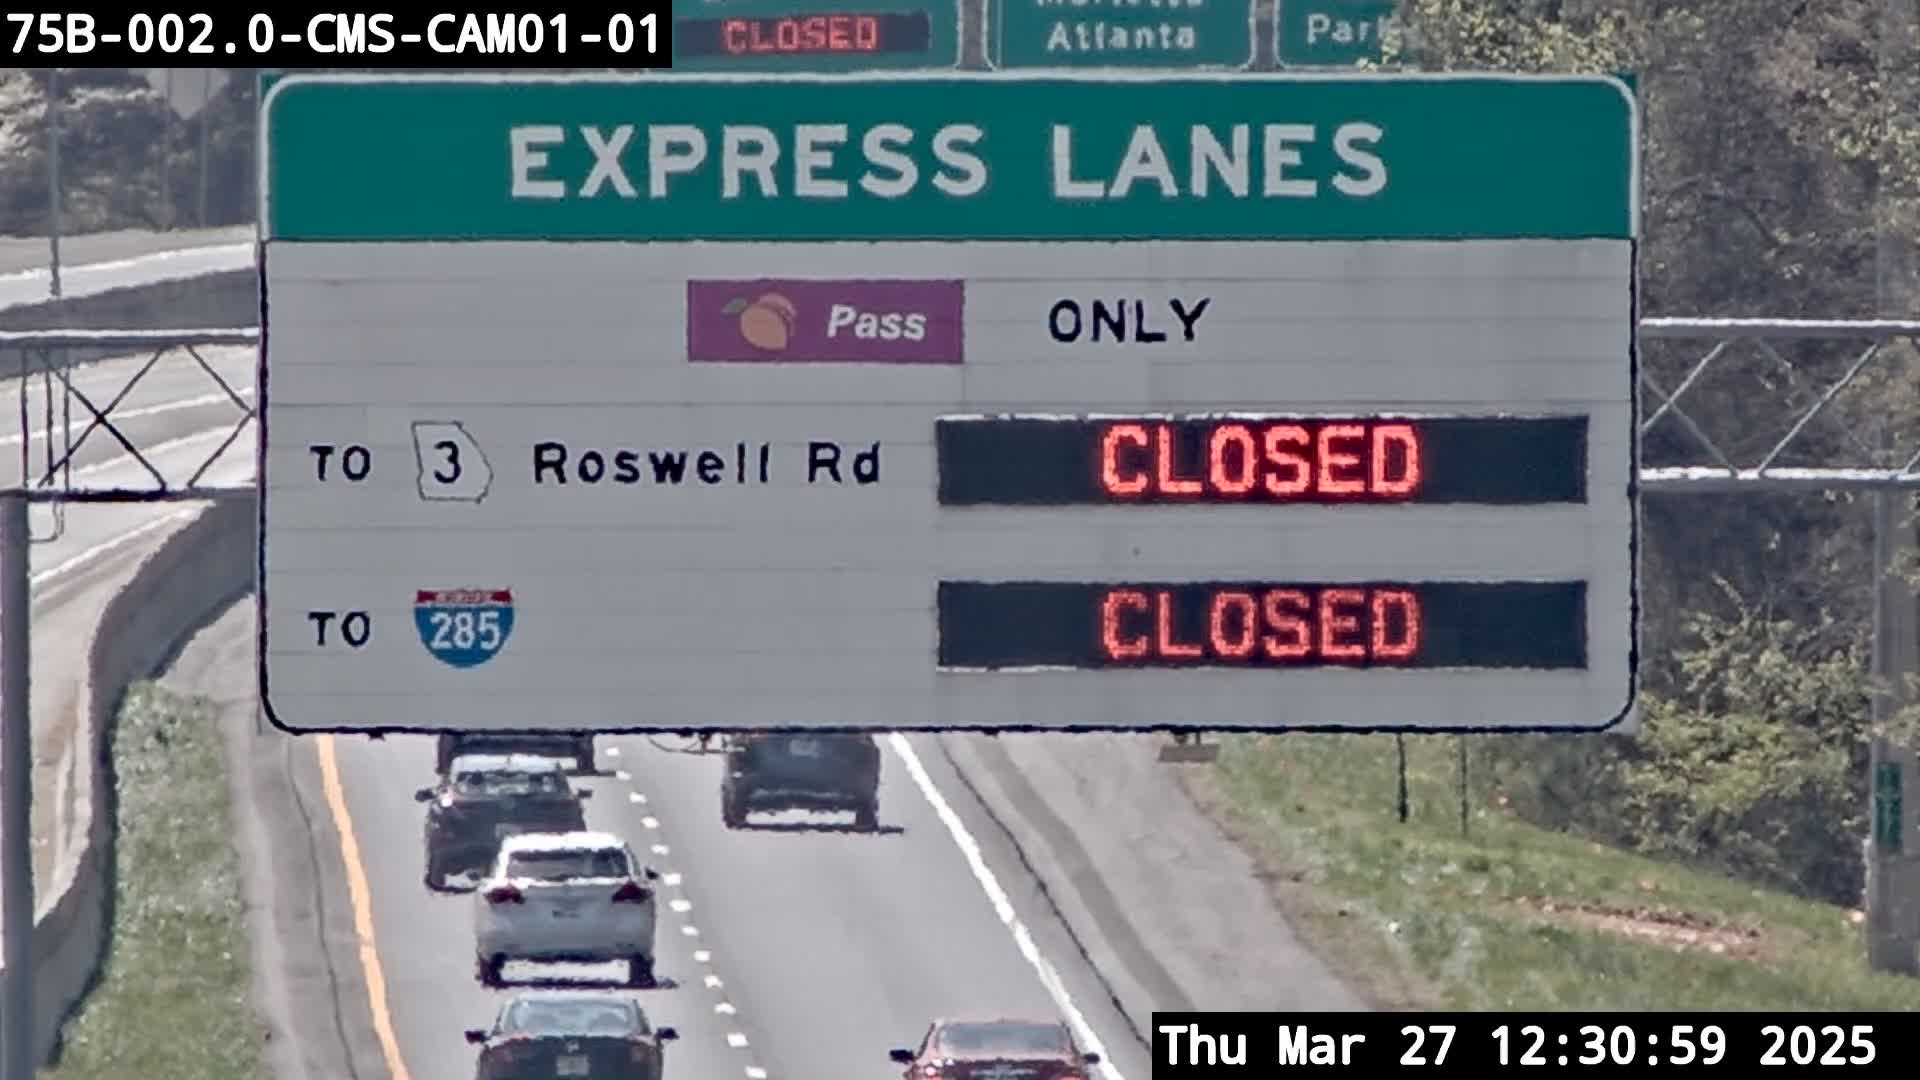 75B-002.0-CMS-CAM01-01
CLOSED
Atlanta
EXPRESS LANES
Pass ONLY
TO 3 Roswell Rd CLOSED
TO 285 CLOSED
Thu Mar 27 12:30:59 2025